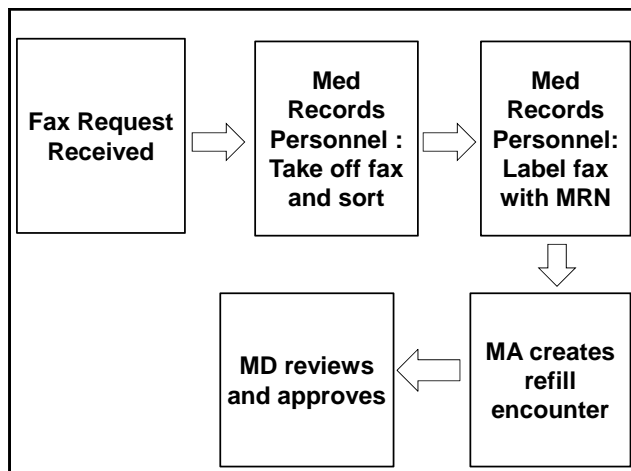 Fax Request
Received
Med
Records
Personnel :
Take off fax
and sort
Med
Records
Personnel:
Label fax
with MRN
MA creates
refill
encounter
MD reviews
and approves